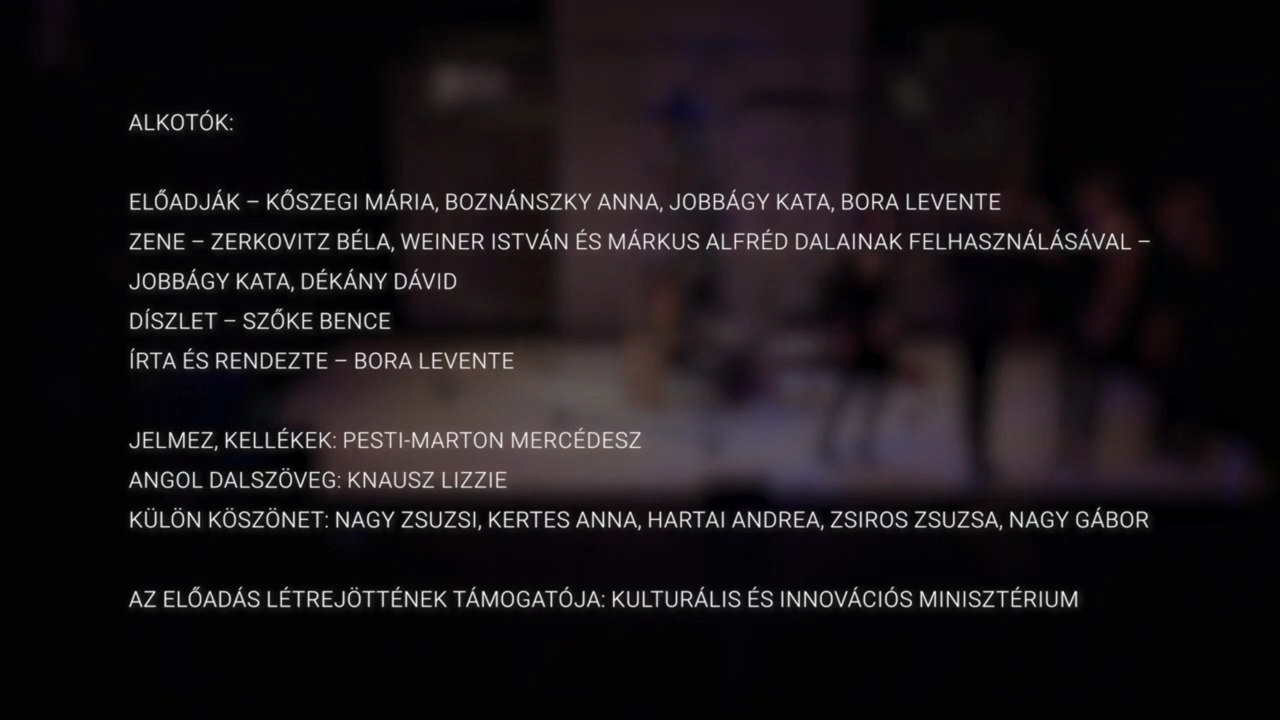 ALKOTÓK:
ELŐADJÁK – KŐSZEGI MÁRIA, BOZNÁNSZKY ANNA, JOBBÁGY KATA, BORA LEVENTE
ZENE – ZERKOVITZ BÉLA, WEINER ISTVÁN ÉS MÁRKUS ALFRÉD DALAINAK FELHASZNÁLÁSÁVAL –
JOBBÁGY KATA, DÉKÁNY DÁVID
DÍSZLET – SZŐKE BENCE
ÍRTA ÉS RENDEZTE – BORA LEVENTE
JELMEZ, KELLÉKEK: PESTI-MARTON MERCÉDESZ
ANGOL DALSZÖVEG: KNAUSZ LIZZIE
KÜLÖN KÖSZÖNET: NAGY ZSUZSI, KERTES ANNA, HARTAI ANDREA, ZSIROS ZSUZSA, NAGY GÁBOR
AZ ELŐADÁS LÉTREJÖTTÉNEK TÁMOGATÓJA: KULTURÁLIS ÉS INNOVÁCIÓS MINISZTÉRIUM